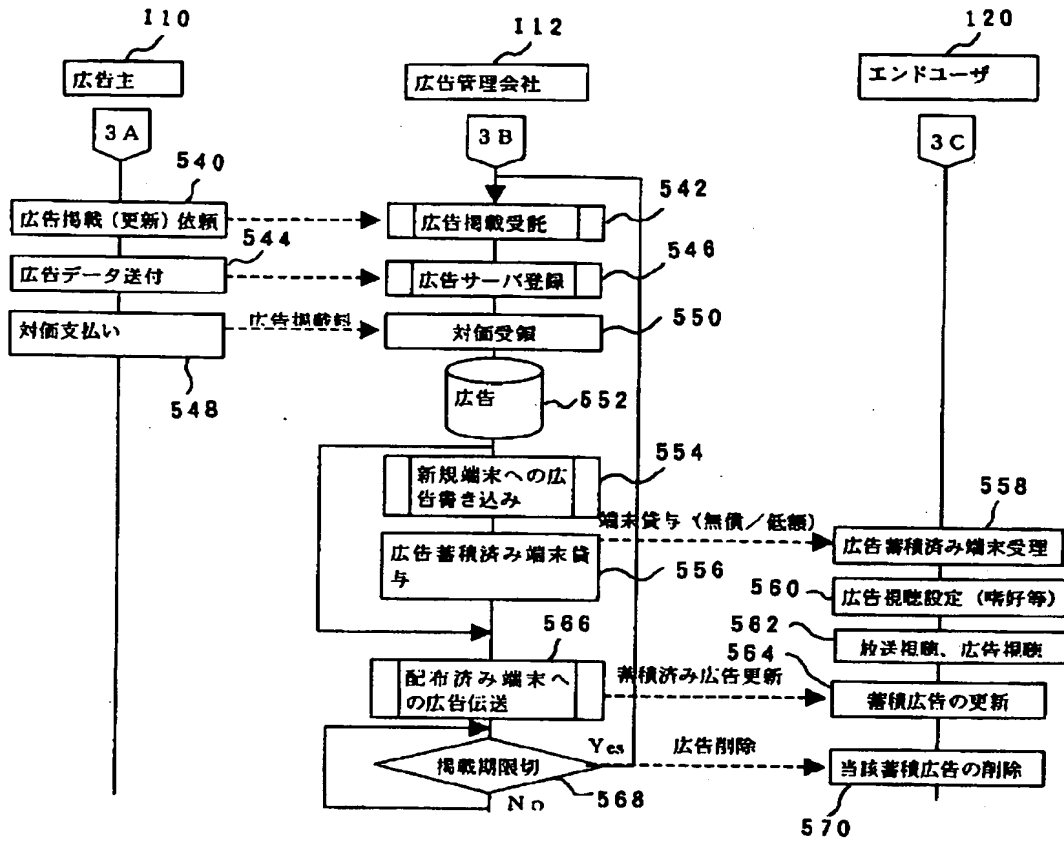 110
112
120
広告主
広告管理会社
エンドユーザ
3A
3B
3C
540
542
広告掲載(更新)依頼
広告掲載受託
544
546
広告データ送付
広告サーバ登録
対価支払い
広告掲載料
対価受領
550
548
広告
552
554
新規端末への広
告書き込み
端末貸与(無償/低額)
558
広告蓄積済み端末受理
広告蓄積済み端末貸
与
556
560
広告視聴設定(嗜好等)
562
放送視聴、広告視聴
566
564
配布済み端末へ
の広告伝送
蓄積済み広告更新
蓄積広告の更新
掲載期限切
Yes
広告削除
当該蓄積広告の削除
568
No
570